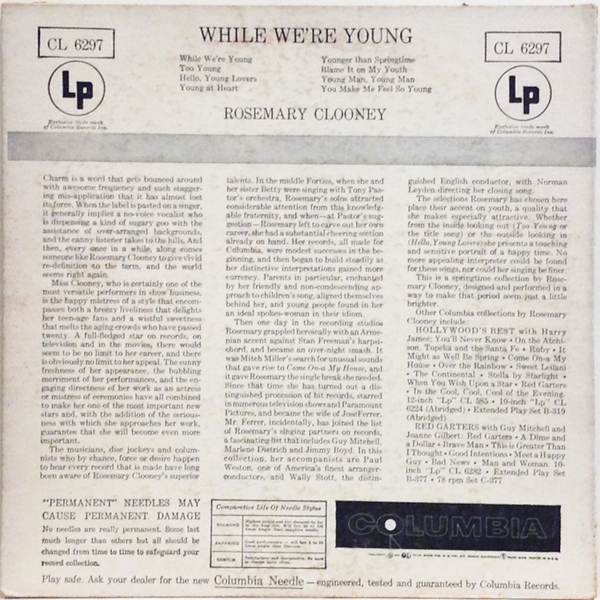 WHILE WE'RE YOUNG
CL 6297
CL 6297
Lp
Lp
Exclusive trade mark
of Columbia Records Inc.
Exclusive trade mark
of Columbia Records Inc.
While We're Young
Too Young
Hello, Young Lovers
Young at Heart
Younger than Springtime
Blame It on My Youth
Young Man, Young Man
You Make Me Feel So Young
ROSEMARY CLOONEY
Charm is a word that gets bounced around
with awesome frequency and such stagger-
ing mis-application that it has almost lost
its force. When the label is pasted on a singer,
it generally implies a no-voice vocalist who
is dispensing a kind of sugary goo with the
assistance of over-arranged backgrounds,
and the canny listener takes to the hills. And
then, every once in a while, along comes
someone like Rosemary Clooney to give vivid
re-definition to the term, and the world
seems right again.
Miss Clooney, who is certainly one of the
most versatile performers in show business,
is the happy mistress of a style that encom-
passes both a breezy liveliness that delights
her teen-age fans and a wistful sweetness
that melts the aging crowds who have passed
twenty. A full-fledged star on records, on
television and in the movies, there would
seem to be no limit to her career, and there
is obviously no limit to her appeal. The sunny
freshness of her appearance, the bubbling
merriment of her performances, and the en-
gaging directness of her work as an actress
or mistress of ceremonies have all combined
to make her one of the most important new
stars and, with the addition of the serious-
ness with which she approaches her work,
guarantee that she will become even more
important.
The musicians, disc jockeys and colum-
nists who by chance, force or desire happen
to hear every record that is made have long
been aware of Rosemary Clooney's superior
talents. In the middle Forties, when she and
her sister Betty were singing with Tony Pas-
tor's orchestra, Rosemary's solos attracted
considerable attention from this knowledg-
able fraternity, and when—at Pastor's sug-
gestion—Rosemary left to carve out her own
career, she had a substantial cheering section
already on hand. Her records, all made for
Columbia, were modest successes in the be-
ginning, and then began to build steadily as
her distinctive interpretations gained more
currency. Parents in particular, enchanted
by her friendly and non-condescending ap-
proach to children's song, aligned themselves
behind her, and young people found in her
an ideal spokes-woman in their idiom.
Then one day in the recording studios
Rosemary grappled heroically with an Arme-
nian accent against Stan Freeman's harpsi-
chord, and became an over-night smash. It
was Mitch Miller's search for unusual sounds
that gave rise to Come On-a My House, and
it gave Rosemary the single break she needed.
Since that time she has turned out a dis-
tinguished procession of hit records, starred
in numerous television shows and Paramount
Pictures, and became the wife of Jose Ferrer.
Mr. Ferrer, incidentally, has joined the list
of Rosemary's singing partners on records,
a fascinating list that includes Guy Mitchell,
Marlene Dietrich and Jimmy Boyd. In this
collection, her accompanists are Paul
Weston, one of America's finest arranger-
conductors, and Wally Stott, the distin-
guished English conductor, with Norman
Leyden directing her closing song.
The selections Rosemary has chosen here
place their accent on youth, a quality that
she makes especially attractive. Whether
from the inside looking out (Too Young or
the title song) or the outside looking in
(Hello, Young Lovers) she presents a touching
and sensitive portrait of a happy time. No
more appealing interpreter could be found
for these songs, nor could her singing be finer.
This is a springtime collection by Rose-
mary Clooney, designed and performed in a
way to make that period seem just a little
brighter.
Other Columbia collections by Rosemary
Clooney include:
HOLLYWOOD'S BEST with Harry
James: You'll Never Know • On the Atchi-
son, Topeka and the Santa Fe • Ruby • It
Might as Well Be Spring • Come On-a My
House • Over the Rainbow • Sweet Leilani
• The Continental • Stella by Starlight •
When You Wish Upon a Star • Red Garters
• In the Cool, Cool, Cool of the Evening.
12-inch "Lp" CL 585 • 10-inch "Lp" CL
6224 (Abridged) • Extended Play Set B-319
(Abridged)
RED GARTERS with Guy Mitchell and
Joanne Gilbert: Red Garters • A Dime and
a Dollar • Brave Man • This is Greater Than
I Thought • Good Intentions • Meet a Happy
Guy • Bad News • Man and Woman. 10-
inch "Lp" CL 6282 • Extended Play Set
B-377 • 78 rpm Set C-377
"PERMANENT" NEEDLES MAY
CAUSE PERMANENT DAMAGE
No needles are really permanent. Some last
much longer than others but all should be
changed from time to time to safeguard your
record collection.
Comparative Life Of Needle Stylus
DIAMOND
SAPPHIRE
OSMIUM
COLUMBIA
Play safe. Ask your dealer for the new Columbia Needle—engineered, tested and guaranteed by Columbia Records.